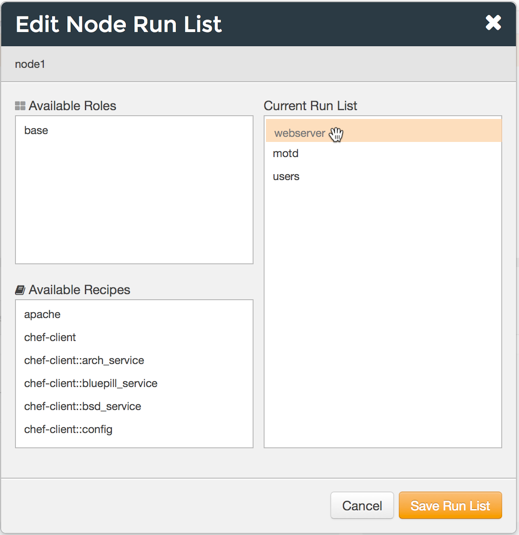 Edit Node Run List
node1
Available Roles
base
Available Recipes
apache
chef-client
chef-client::arch_service
chef-client::bluepill_service
chef-client::bsd_service
chef-client::config
Current Run List
webserver
motd
users
Cancel
Save Run List